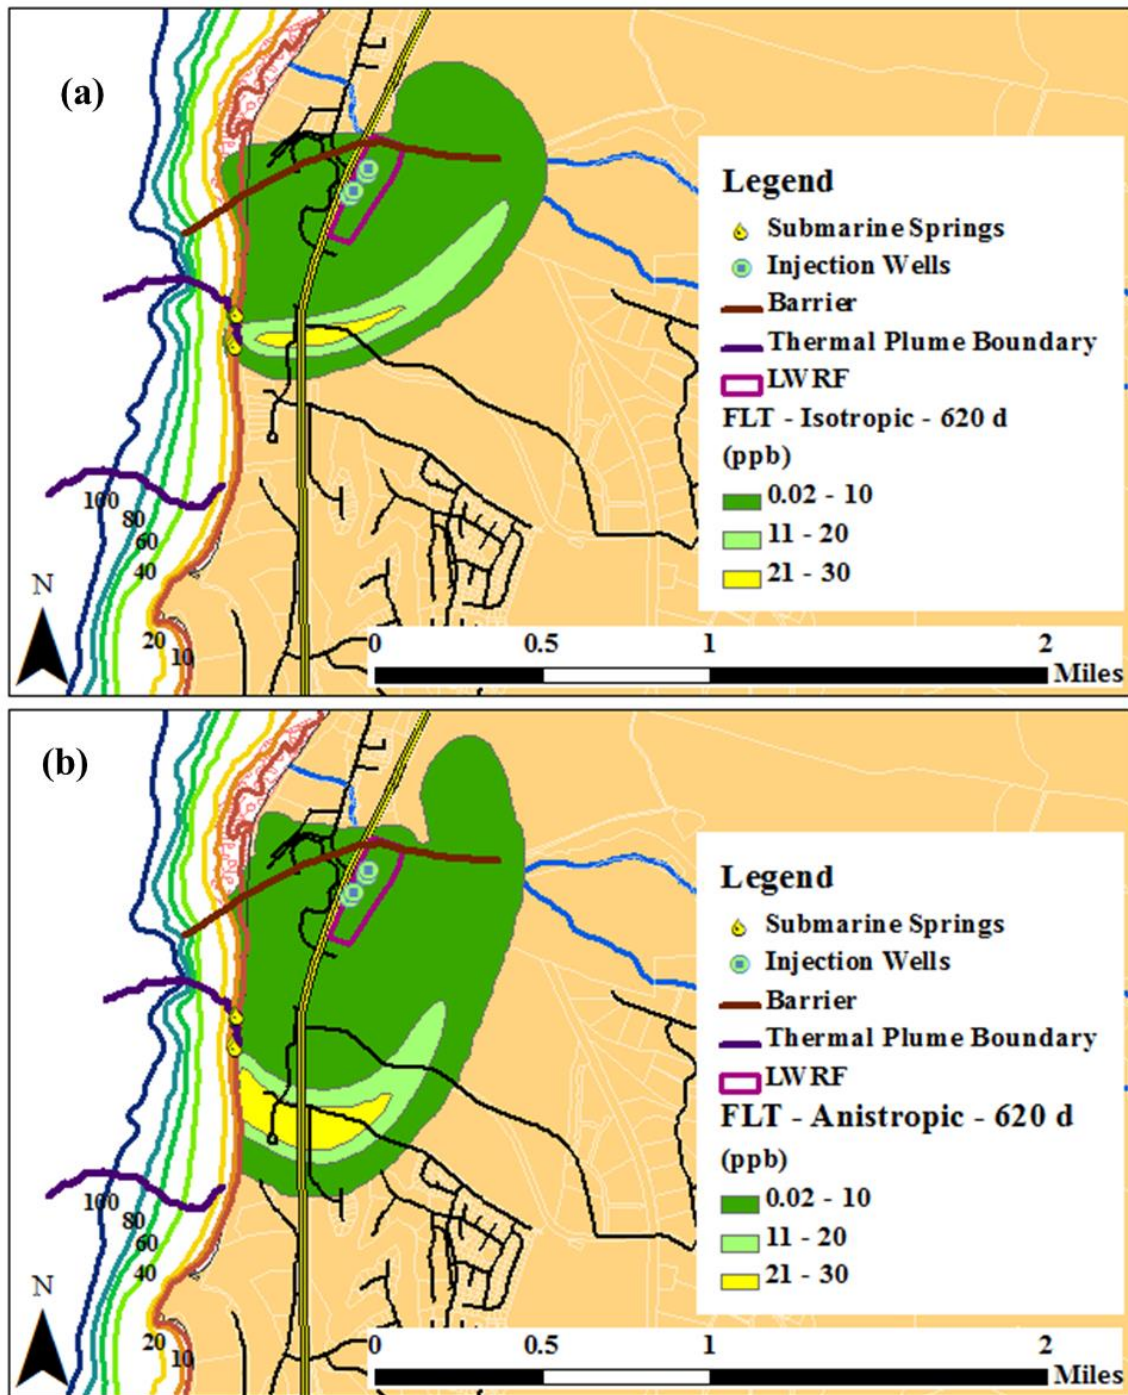 (a)
Legend
Submarine Springs
Injection Wells
Barrier
Thermal Plume Boundary
LWRF
FLT - Isotropic - 620 d
(ppb)
0.02 - 10
11 - 20
21 - 30
100
80
60
40
20
10
N
0
0.5
1
2
Miles
(b)
Legend
Submarine Springs
Injection Wells
Barrier
Thermal Plume Boundary
LWRF
FLT - Anistropic - 620 d
(ppb)
0.02 - 10
11 - 20
21 - 30
100
80
60
40
20
10
N
0
0.5
1
2
Miles